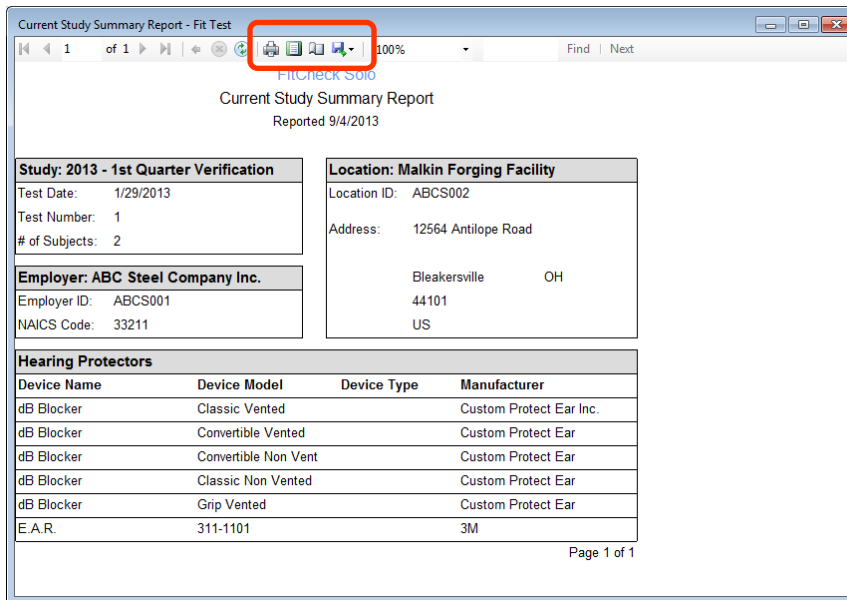 Current Study Summary Report - Fit Test
1 of 1 100% Find | Next
FitCheck Solo
Current Study Summary Report
Reported 9/4/2013
Study: 2013 - 1st Quarter Verification
Test Date: 1/29/2013
Test Number: 1
# of Subjects: 2
Employer: ABC Steel Company Inc.
Employer ID: ABCS001
NAICS Code: 33211
Location: Malkin Forging Facility
Location ID: ABCS002
Address: 12564 Antilope Road
Bleakersville OH
44101
US
Hearing Protectors
Device Name Device Model Device Type Manufacturer
dB Blocker Classic Vented Custom Protect Ear Inc.
dB Blocker Convertible Vented Custom Protect Ear
dB Blocker Convertible Non Vent Custom Protect Ear
dB Blocker Classic Non Vented Custom Protect Ear
dB Blocker Grip Vented Custom Protect Ear
E.A.R. 311-1101 3M
Page 1 of 1